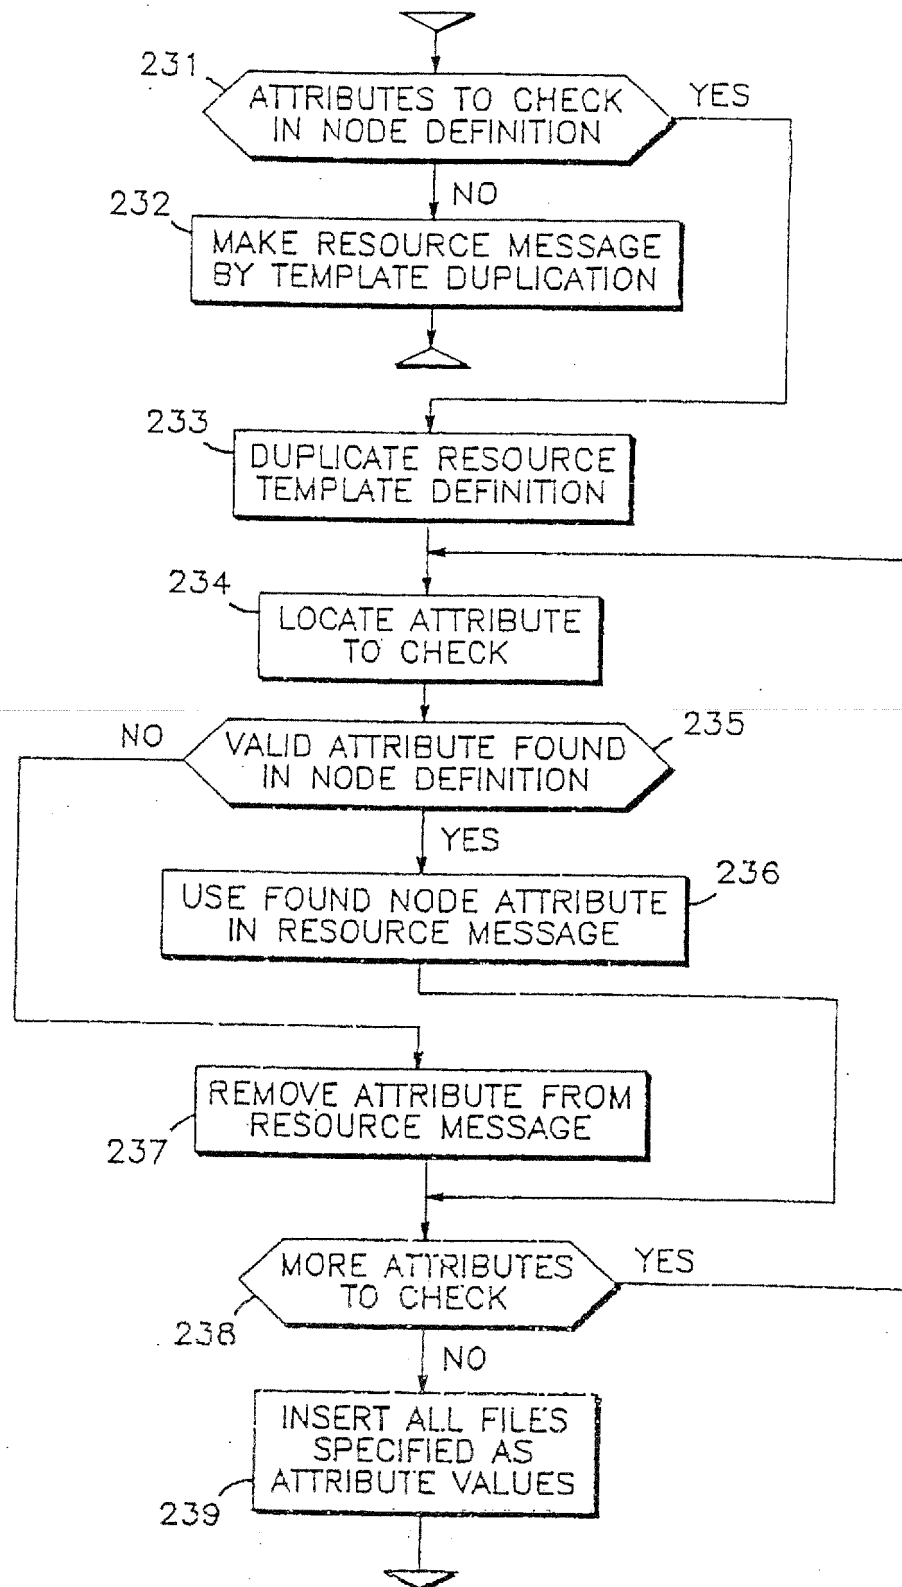 231
ATTRIBUTES TO CHECK
IN NODE DEFINITION
YES
NO
232
MAKE RESOURCE MESSAGE
BY TEMPLATE DUPLICATION
233
DUPLICATE RESOURCE
TEMPLATE DEFINITION
234
LOCATE ATTRIBUTE
TO CHECK
NO
VALID ATTRIBUTE FOUND
IN NODE DEFINITION
235
YES
236
USE FOUND NODE ATTRIBUTE
IN RESOURCE MESSAGE
REMOVE ATTRIBUTE FROM
RESOURCE MESSAGE
237
MORE ATTRIBUTES
TO CHECK
YES
238
NO
INSERT ALL FILES
SPECIFIED AS
ATTRIBUTE VALUES
239